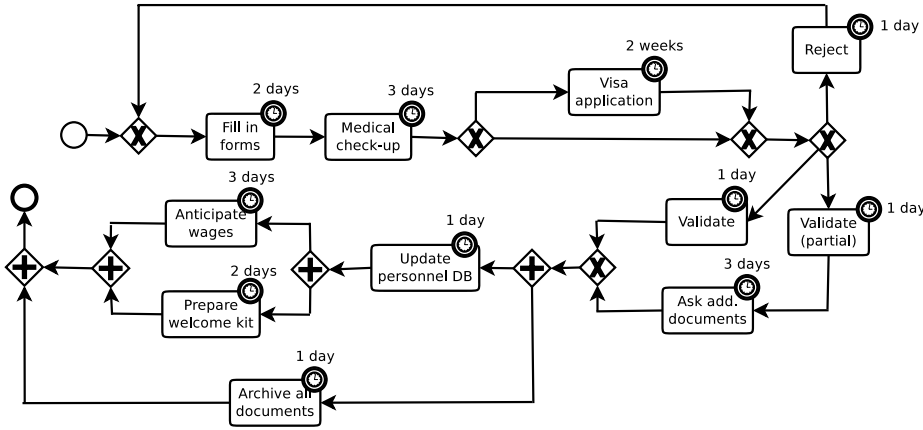 1 day
Reject
2 weeks
Visa
application
2 days
Fill in
forms
3 days
Medical
check-up
X
X
X
X
1 day
Validate
1 day
Validate
(partial)
3 days
Ask add.
documents
X
1 day
Update
personnel DB
3 days
Anticipate
wages
2 days
Prepare
welcome kit
1 day
Archive all
documents